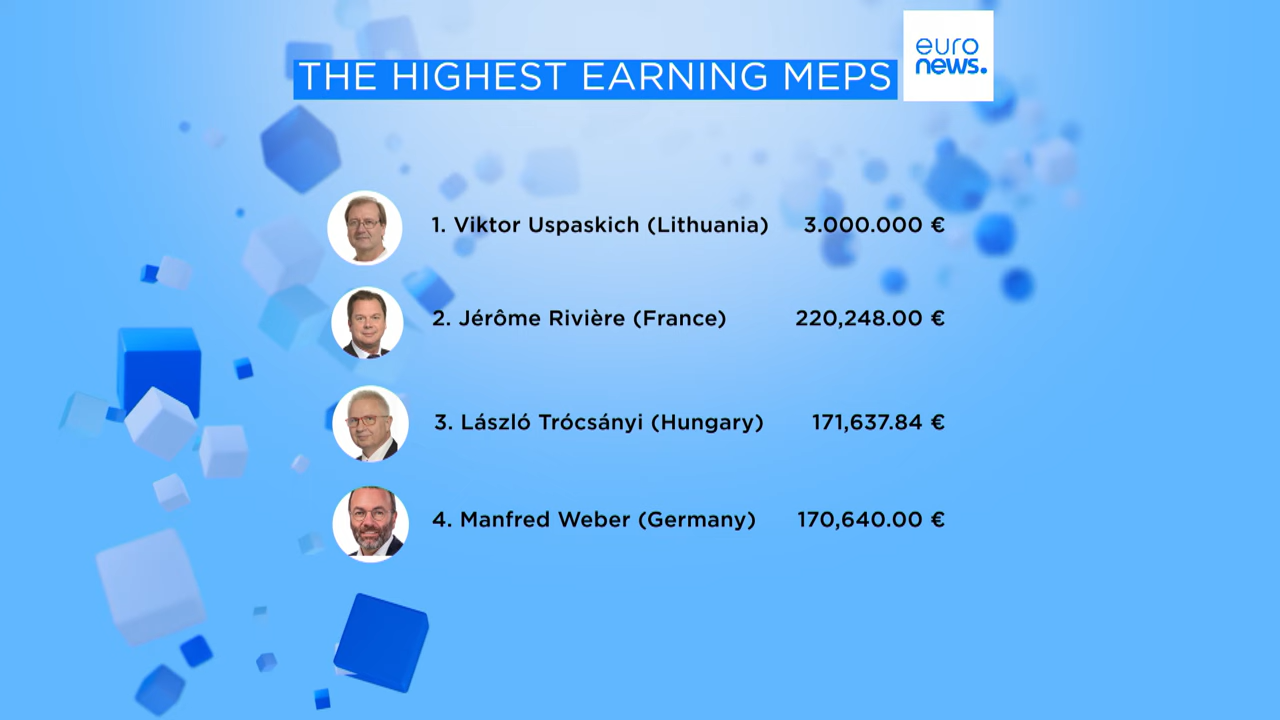 euro
news.
THE HIGHEST EARNING MEPS
1. Viktor Uspaskich (Lithuania) 3.000.000 €
2. Jérôme Rivière (France) 220,248.00 €
3. László Trócsányi (Hungary) 171,637.84 €
4. Manfred Weber (Germany) 170,640.00 €